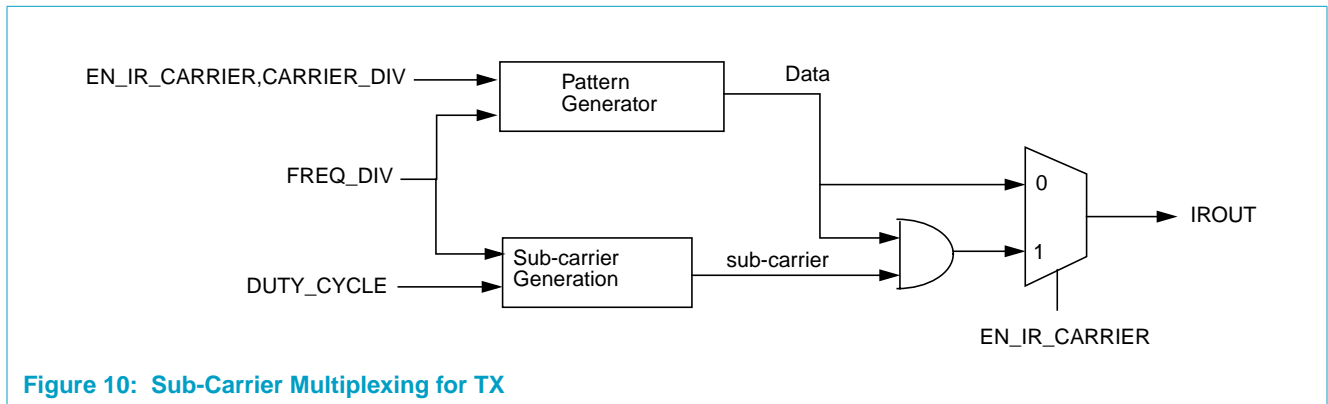 EN_IR_CARRIER,CARRIER_DIV
Pattern
Generator
Data
FREQ_DIV
0
IROUT
1
Sub-carrier
Generation
sub-carrier
DUTY_CYCLE
EN_IR_CARRIER
Figure 10: Sub-Carrier Multiplexing for TX